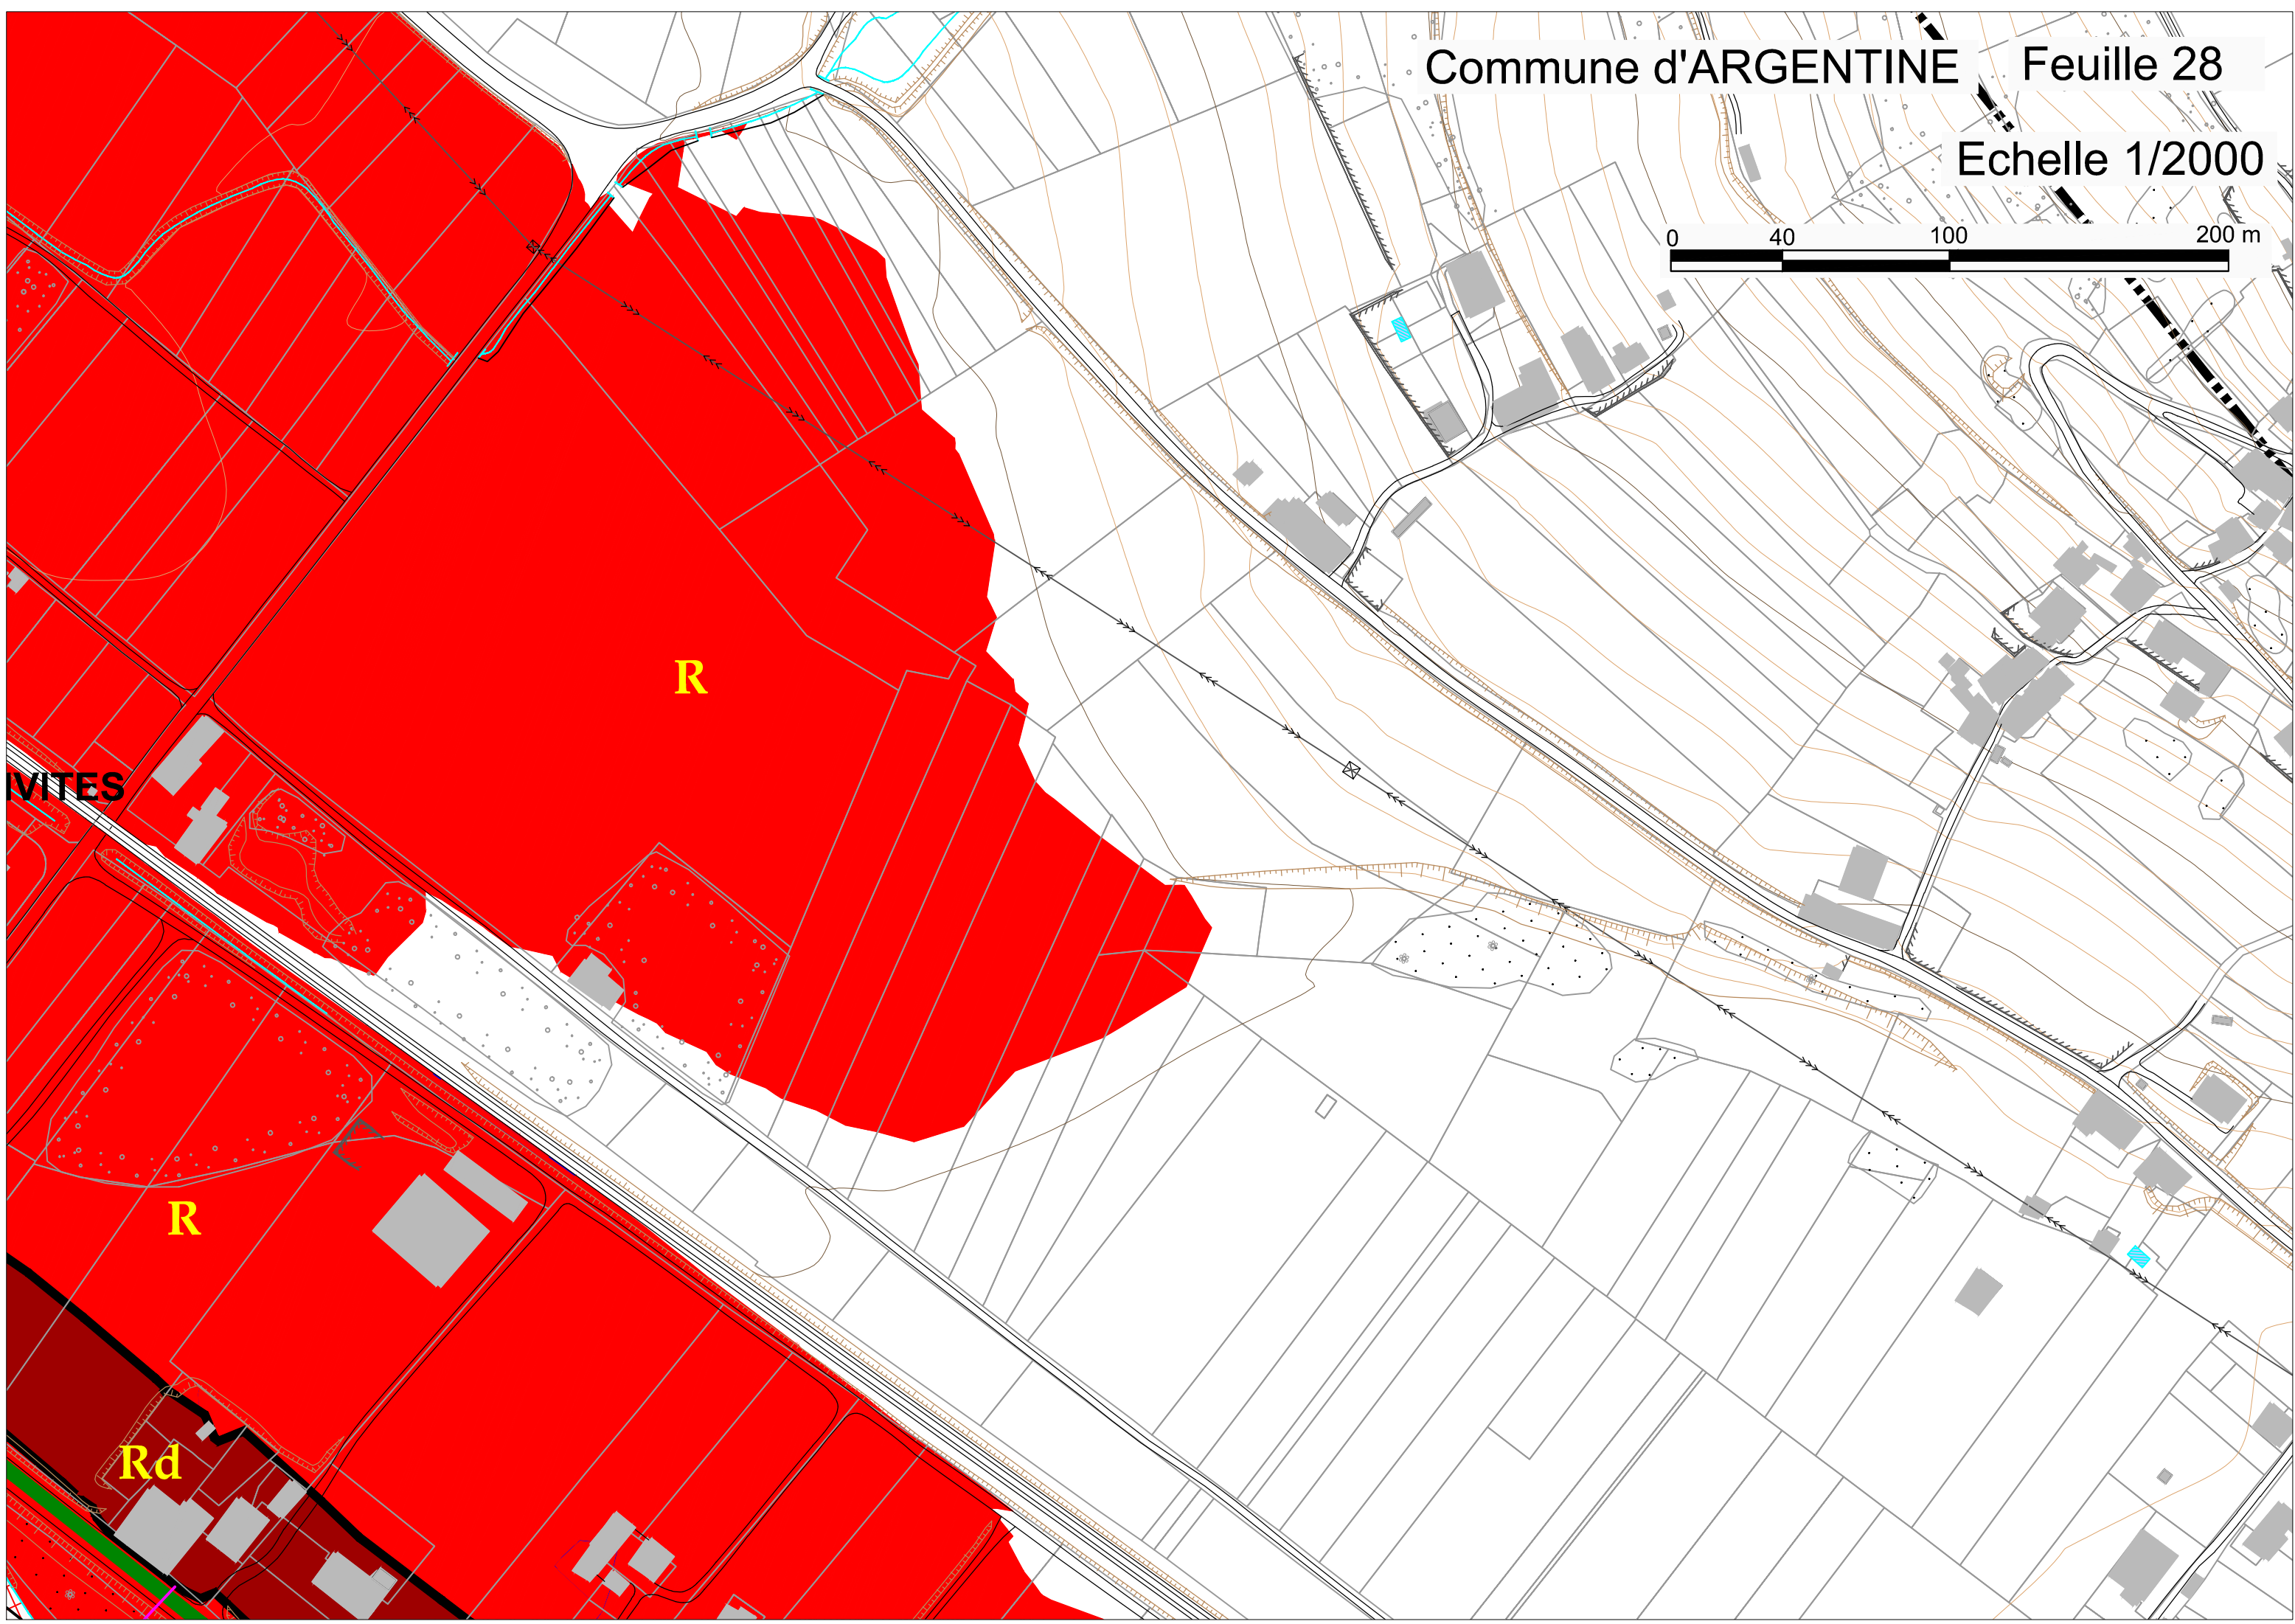 Commune d'ARGENTINE Feuille 28
Echelle 1/2000
0 40 100 200 m
R
IVITES
R
Rd